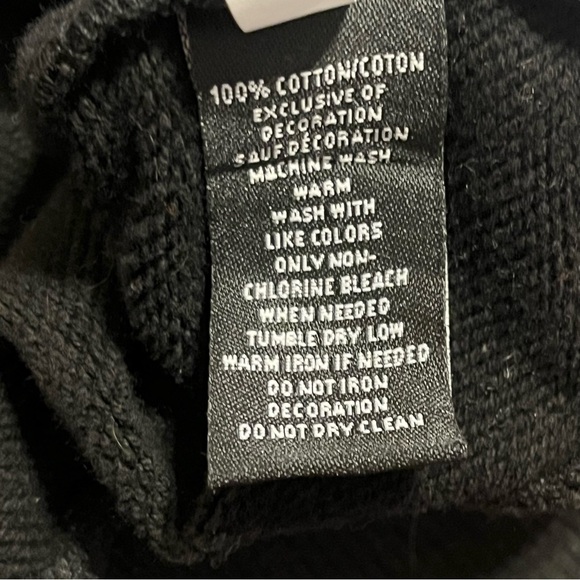 100% COTTON/COTON
EXCLUSIVE OF
DECORATION
SAUF DÉCORATION
MACHINE WASH
WARM
WASH WITH
LIKE COLORS
ONLY NON-
CHLORINE BLEACH
WHEN NEEDED
TUMBLE DRY LOW
WARM IRON IF NEEDED
DO NOT IRON
DECORATION
DO NOT DRY CLEAN